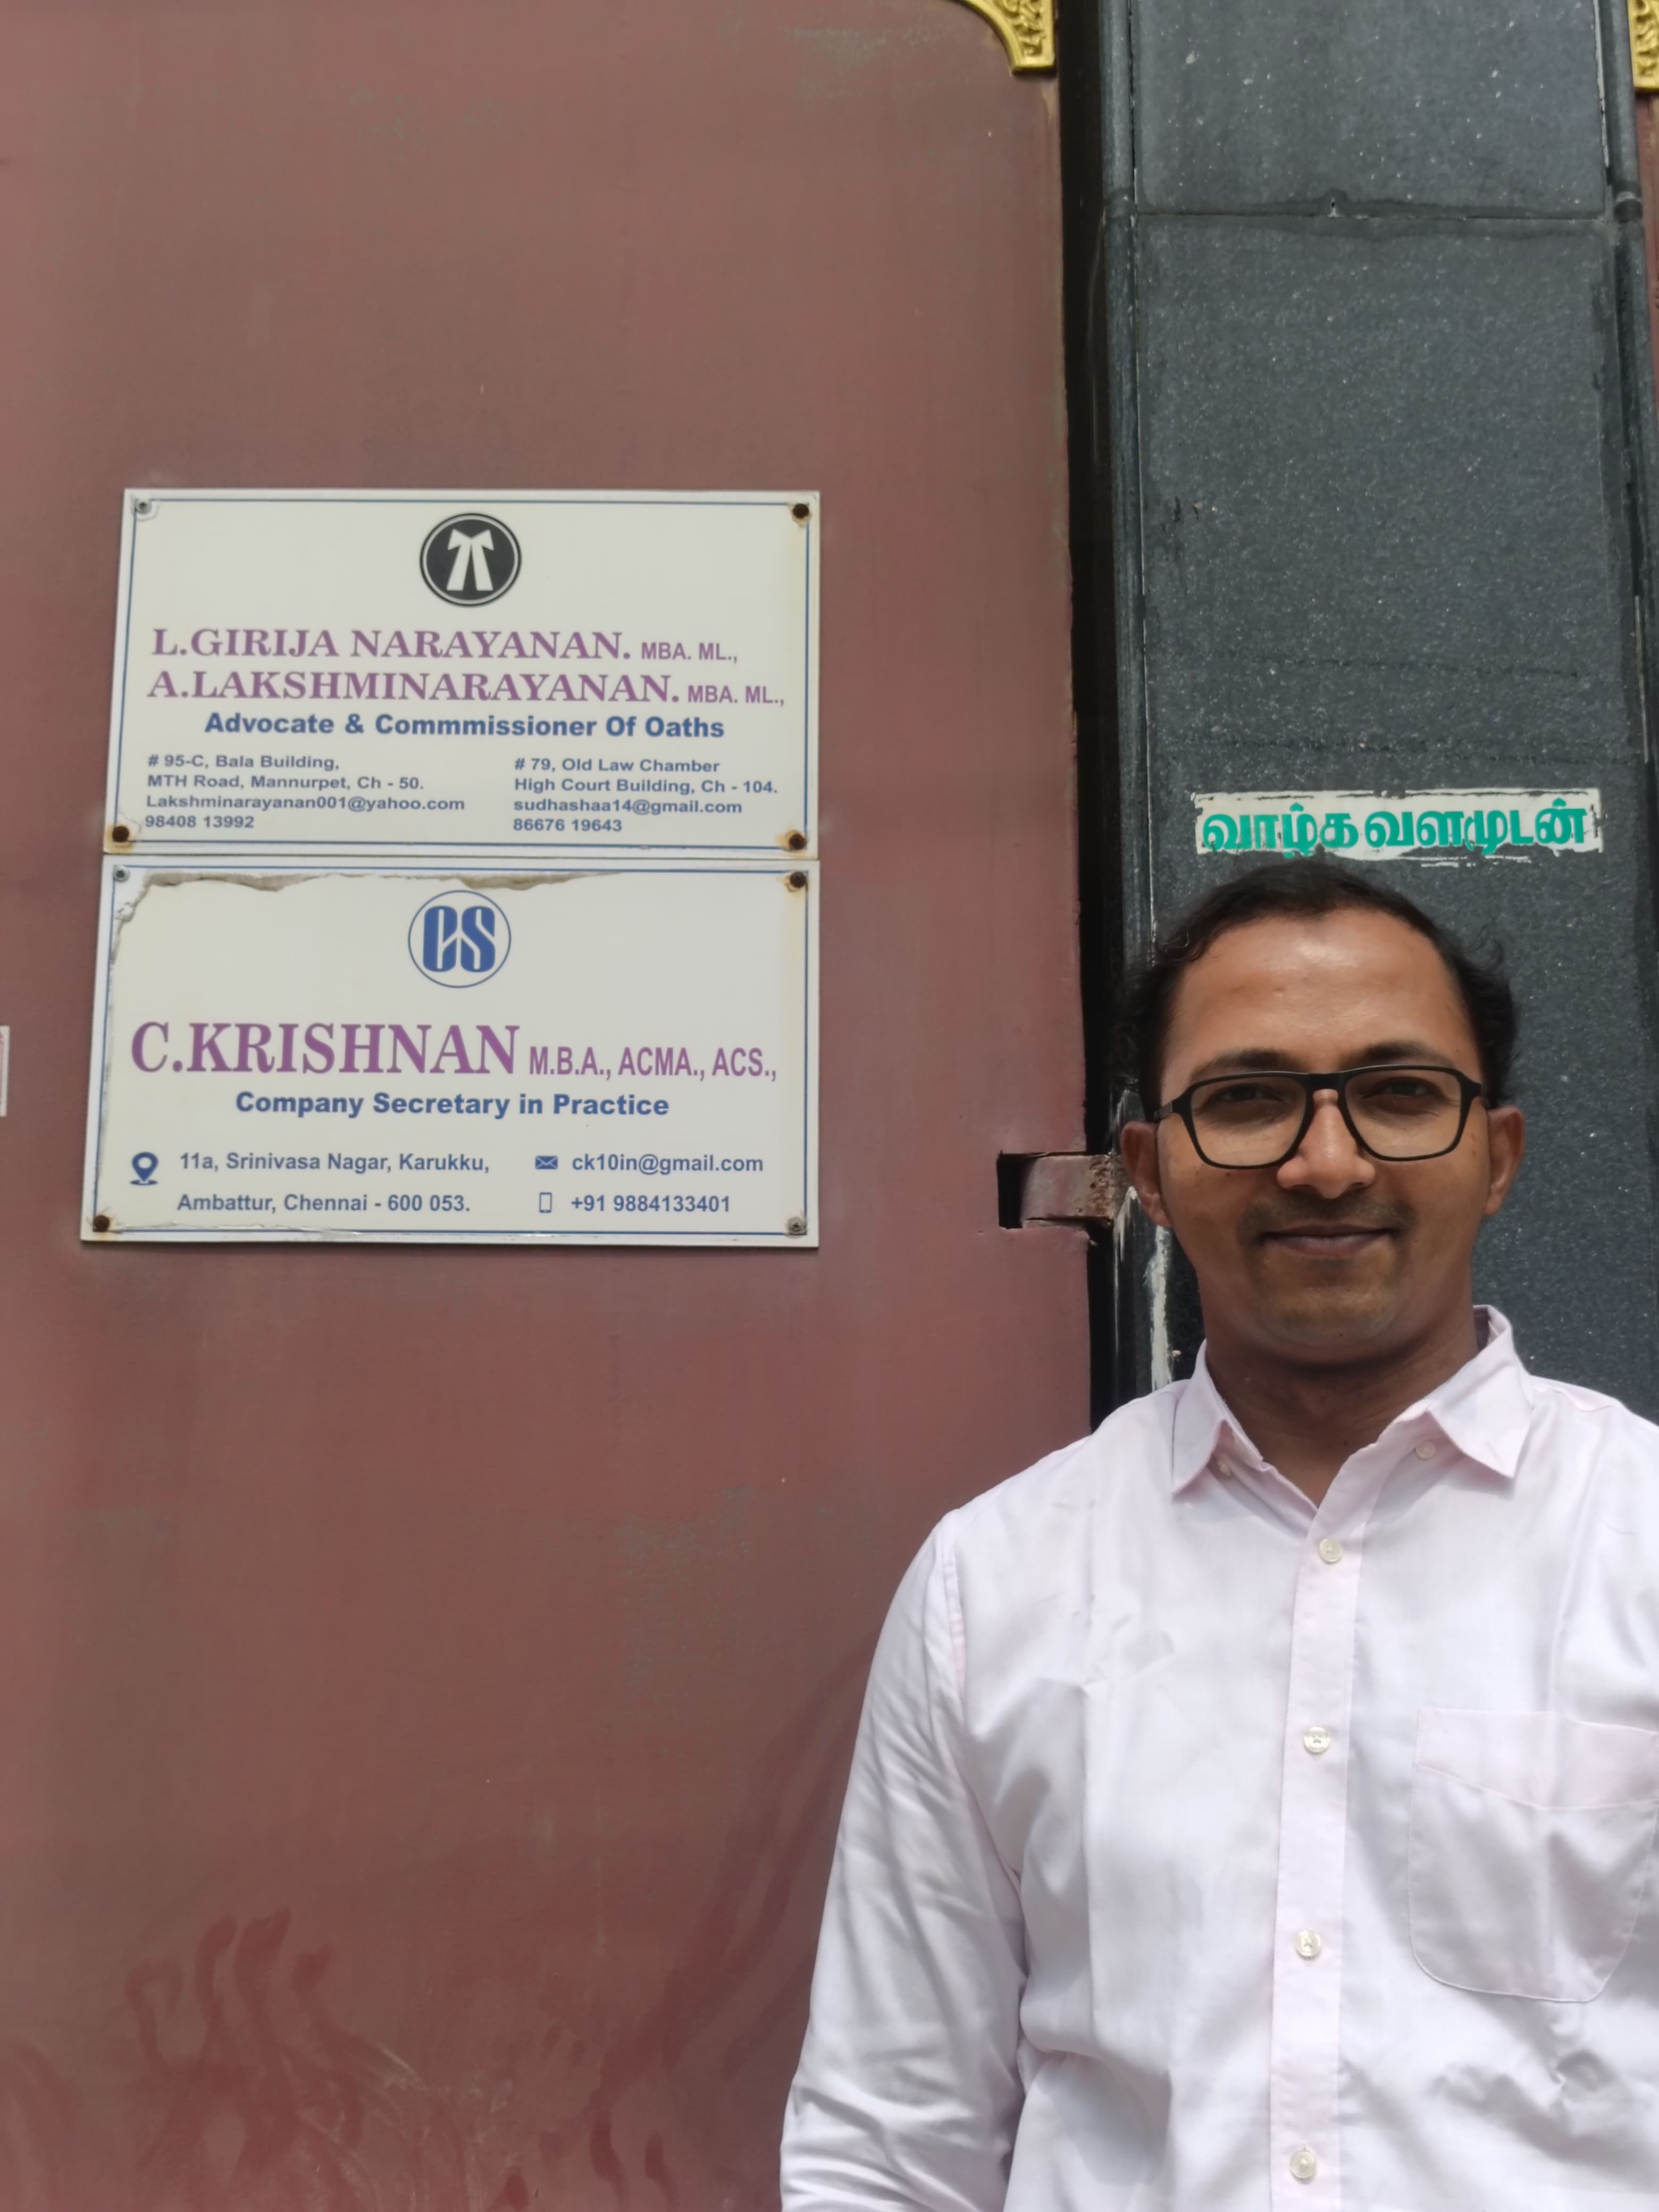 L.GIRIJA NARAYANAN. MBA. ML.,
A.LAKSHMINARAYANAN. MBA. ML.,
Advocate & Commmissioner Of Oaths
# 95-C, Bala Building,
MTH Road, Mannurpet, Ch - 50.
Lakshminarayanan001@yahoo.com
98408 13992
# 79, Old Law Chamber
High Court Building, Ch - 104.
sudhashaa14@gmail.com
86676 19643
CS
C.KRISHNAN M.B.A., ACMA., ACS.,
Company Secretary in Practice
11a, Srinivasa Nagar, Karukku,
Ambattur, Chennai - 600 053.
ck10in@gmail.com
+91 9884133401
வாழ்க வளமுடன்